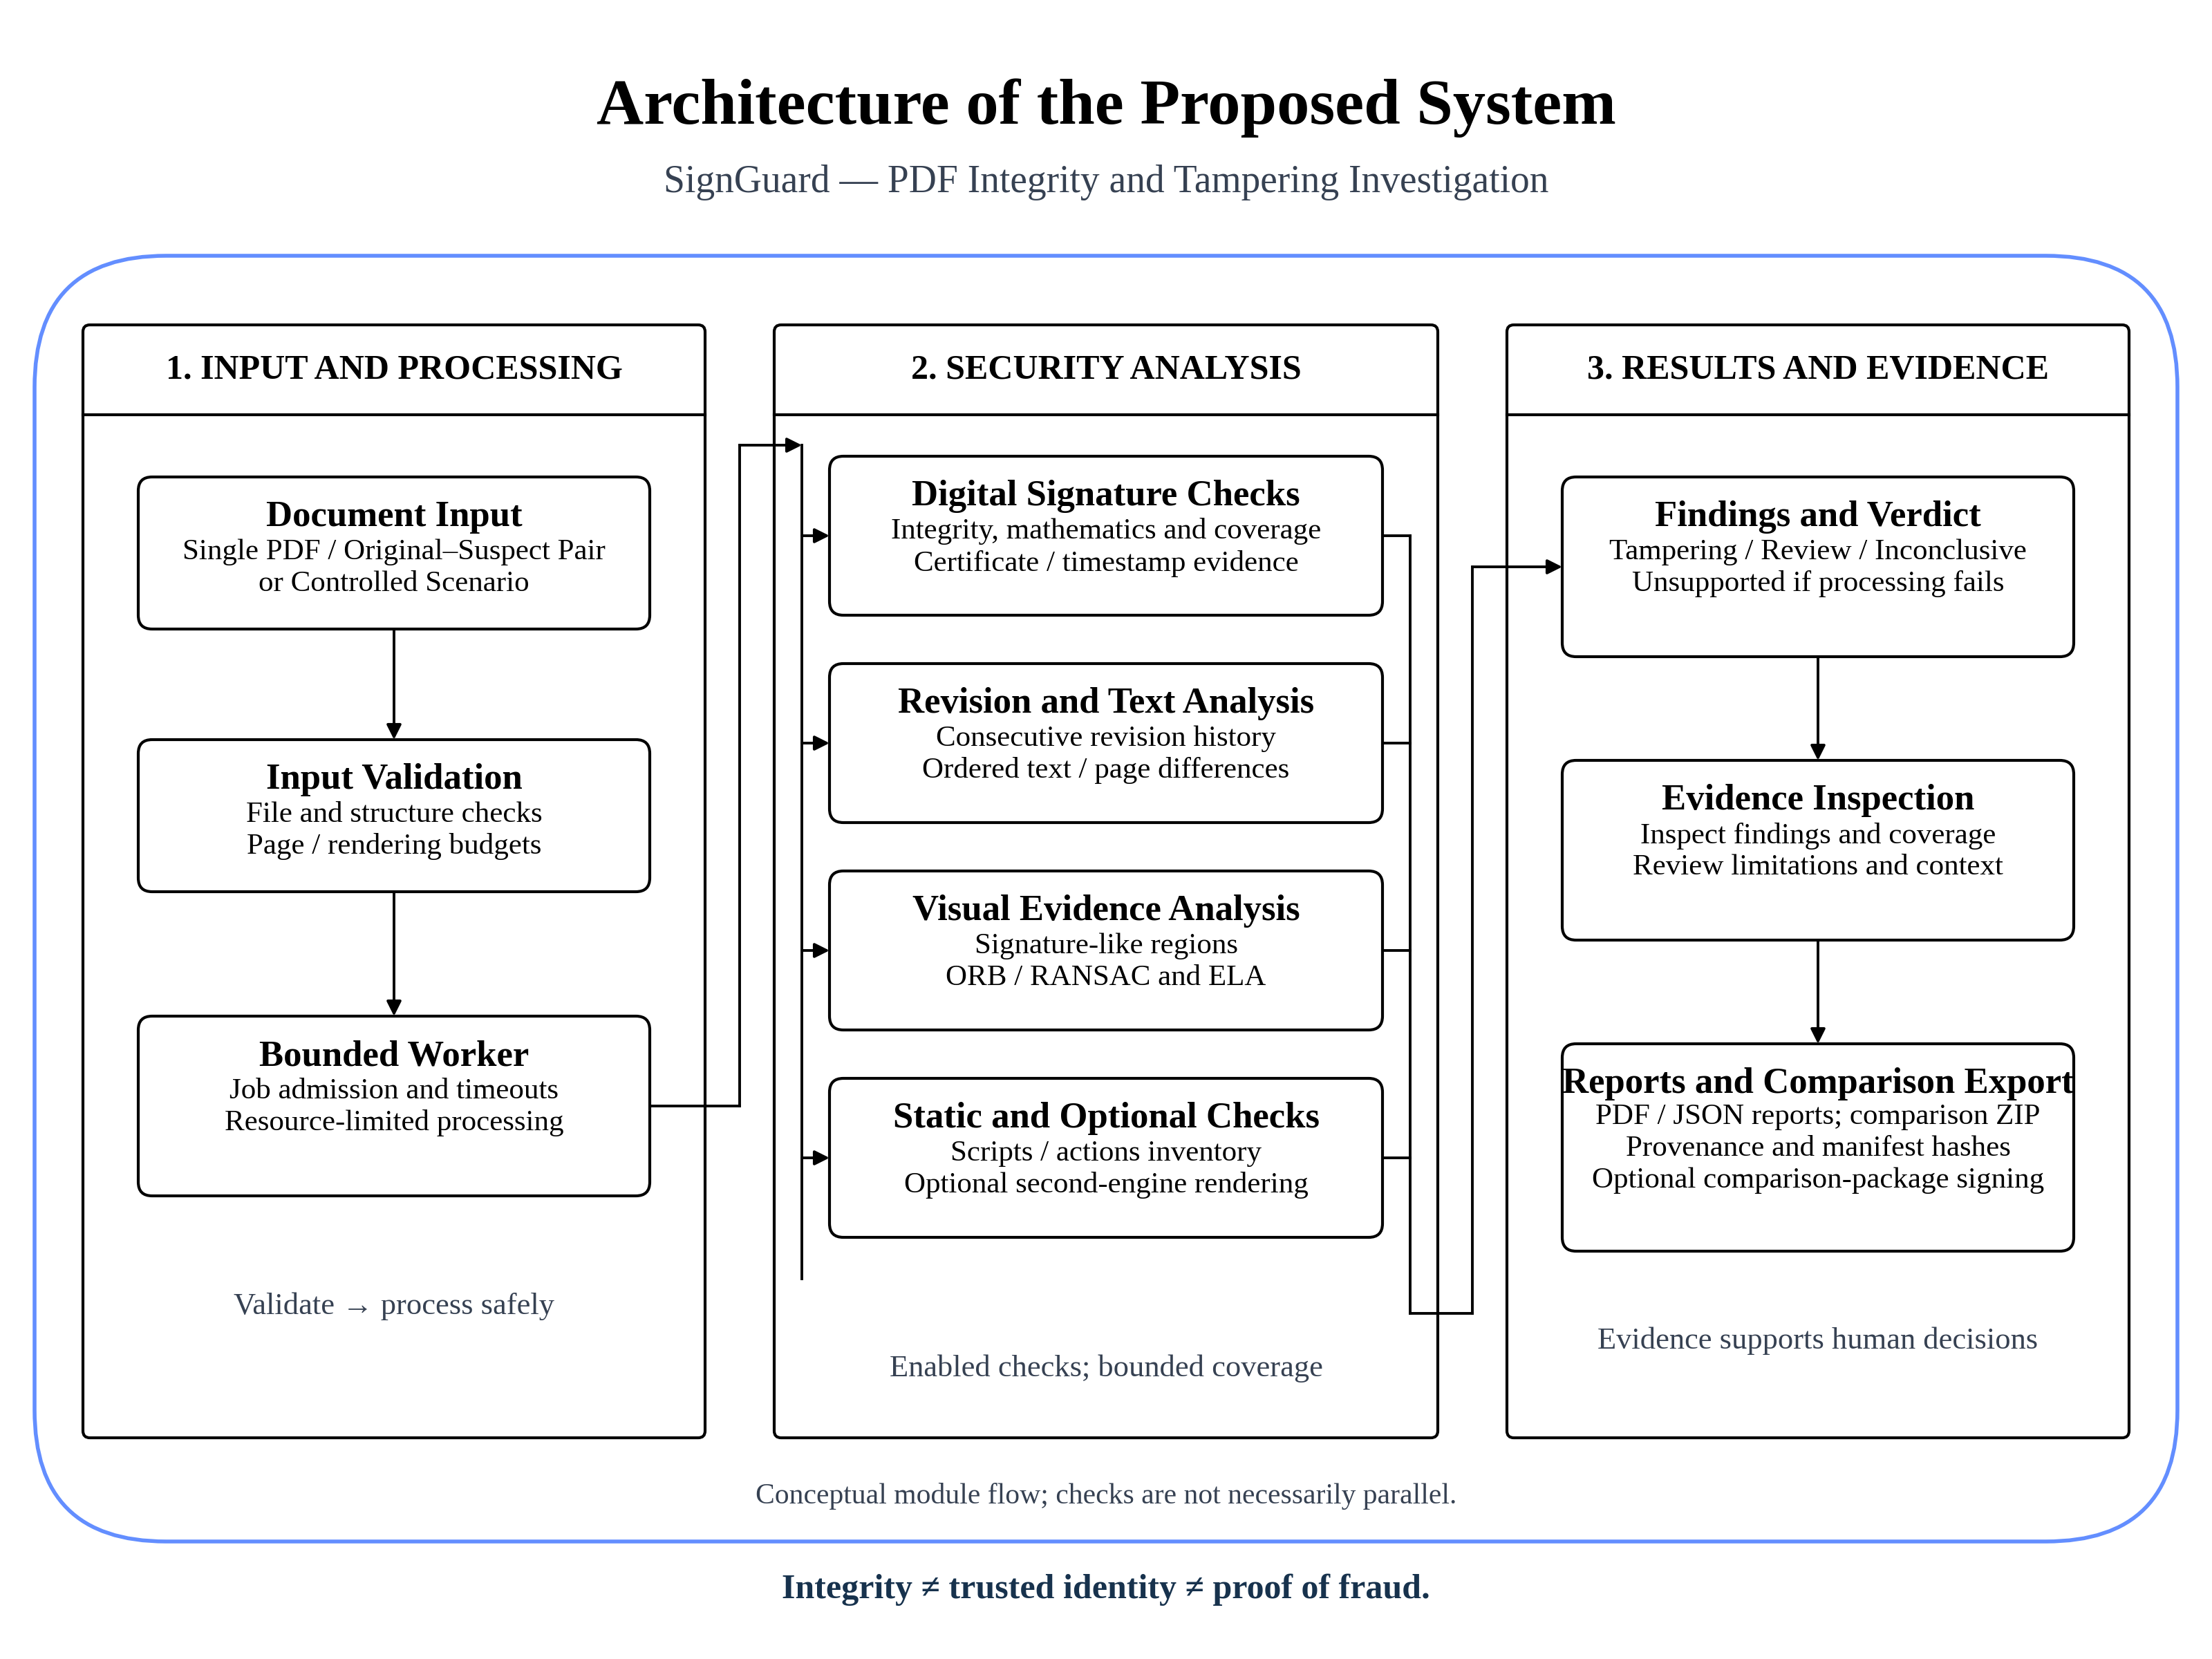 Architecture of the Proposed System
SignGuard — PDF Integrity and Tampering Investigation
1. INPUT AND PROCESSING
Document Input
Single PDF / Original–Suspect Pair
or Controlled Scenario
Input Validation
File and structure checks
Page / rendering budgets
Bounded Worker
Job admission and timeouts
Resource-limited processing
Validate → process safely
2. SECURITY ANALYSIS
Digital Signature Checks
Integrity, mathematics and coverage
Certificate / timestamp evidence
Revision and Text Analysis
Consecutive revision history
Ordered text / page differences
Visual Evidence Analysis
Signature-like regions
ORB / RANSAC and ELA
Static and Optional Checks
Scripts / actions inventory
Optional second-engine rendering
Enabled checks; bounded coverage
3. RESULTS AND EVIDENCE
Findings and Verdict
Tampering / Review / Inconclusive
Unsupported if processing fails
Evidence Inspection
Inspect findings and coverage
Review limitations and context
Reports and Comparison Export
PDF / JSON reports; comparison ZIP
Provenance and manifest hashes
Optional comparison-package signing
Evidence supports human decisions
Conceptual module flow; checks are not necessarily parallel.
Integrity ≠ trusted identity ≠ proof of fraud.